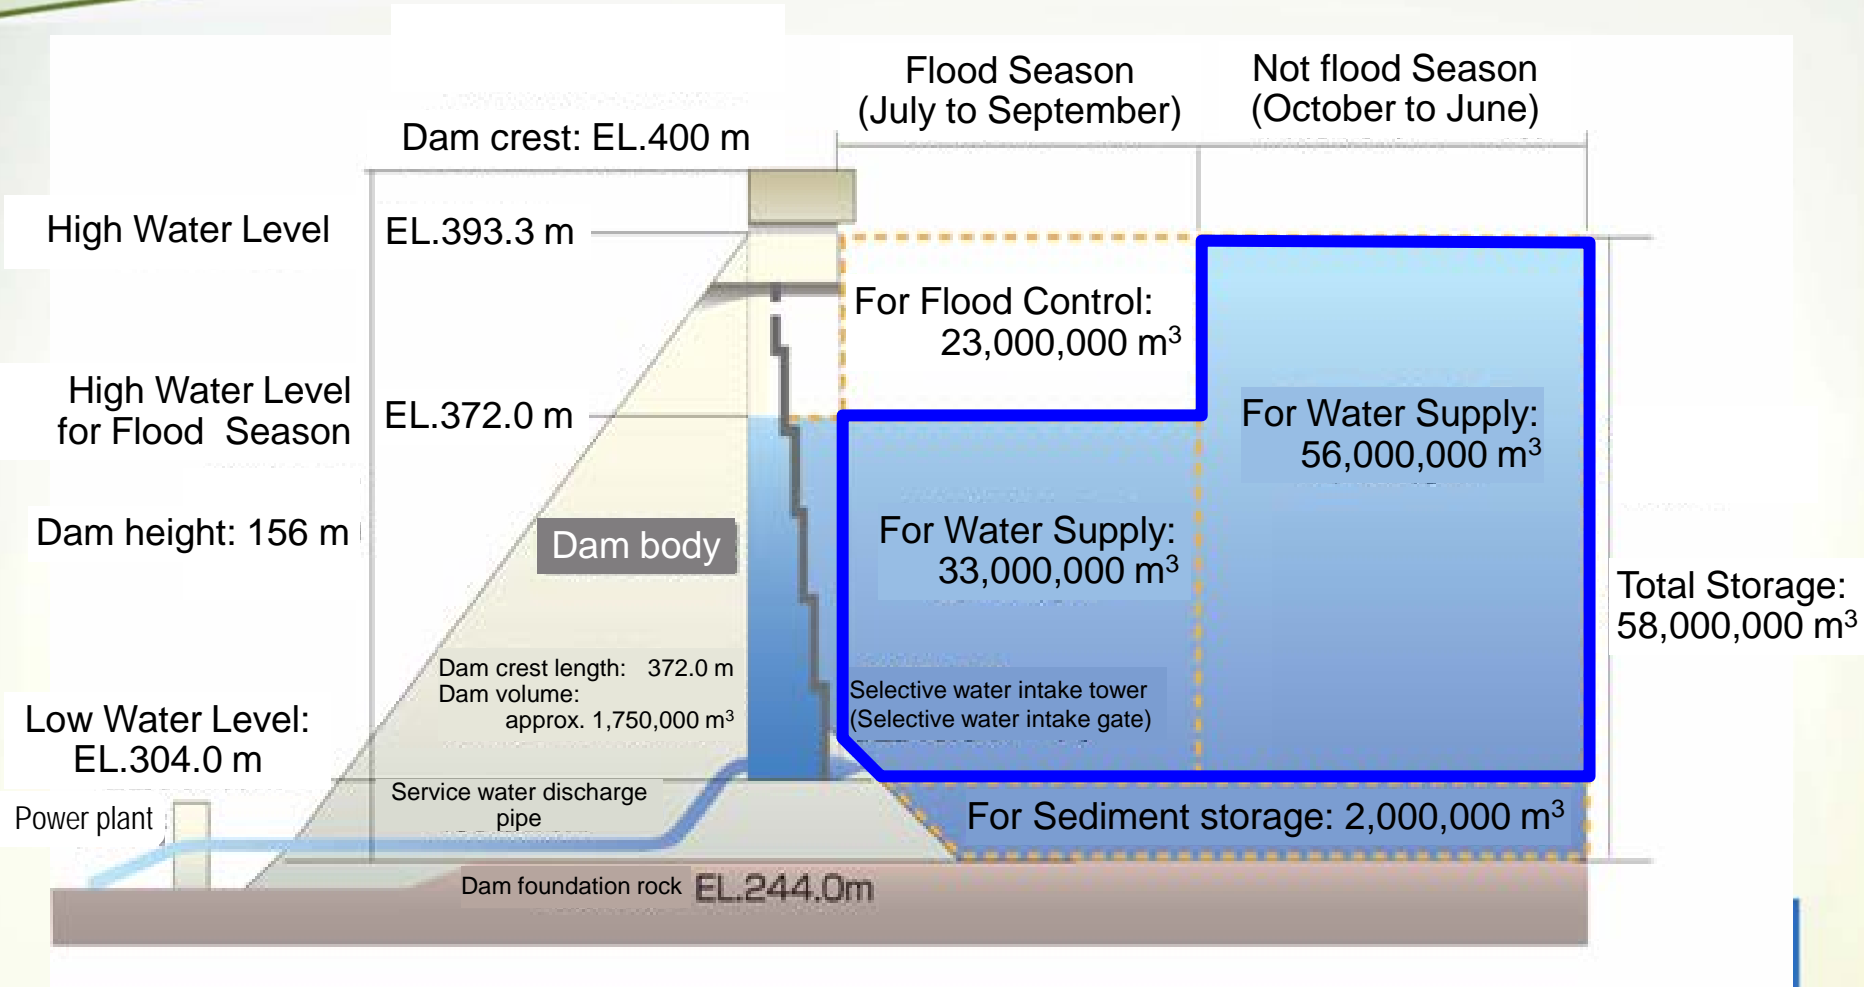 Flood Season
(July to September)
Not flood Season
(October to June)
Dam crest: EL.400 m
High Water Level
EL.393.3 m
For Flood Control:
23,000,000 m³
High Water Level
for Flood Season
EL.372.0 m
For Water Supply:
56,000,000 m³
Dam height: 156 m
Dam body
For Water Supply:
33,000,000 m³
Total Storage:
58,000,000 m³
Dam crest length: 372.0 m
Dam volume:
approx. 1,750,000 m³
Selective water intake tower
(Selective water intake gate)
Low Water Level:
EL.304.0 m
Power plant
Service water discharge
pipe
For Sediment storage: 2,000,000 m³
Dam foundation rock
EL.244.0m